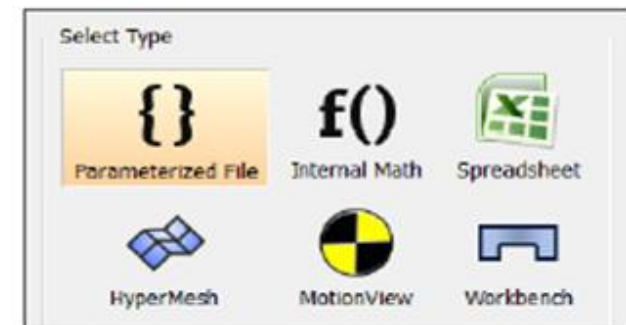 Select Type
{ } f()
Parameterized File Internal Math Spreadsheet
HyperMesh MotionView Workbench